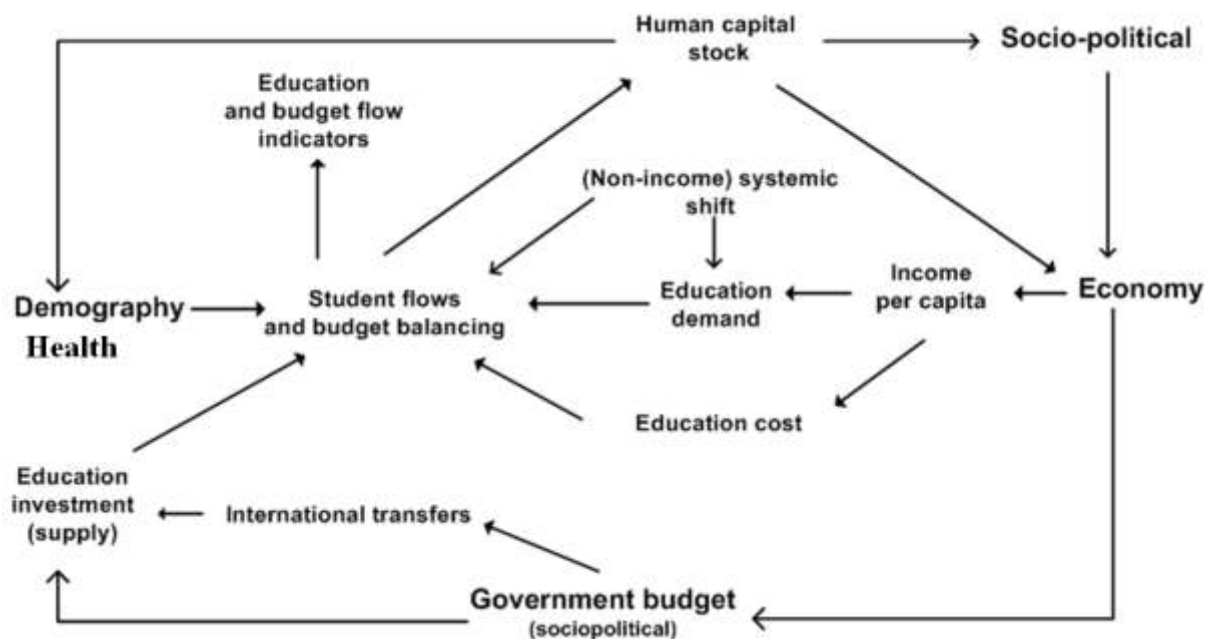 Human capital
stock
Socio-political
Education
and budget flow
indicators
(Non-income) systemic
shift
Demography
Health
Student flows
and budget balancing
Education
demand
Income
per capita
Economy
Education cost
Education
investment
(supply)
International transfers
Government budget
(sociopolitical)